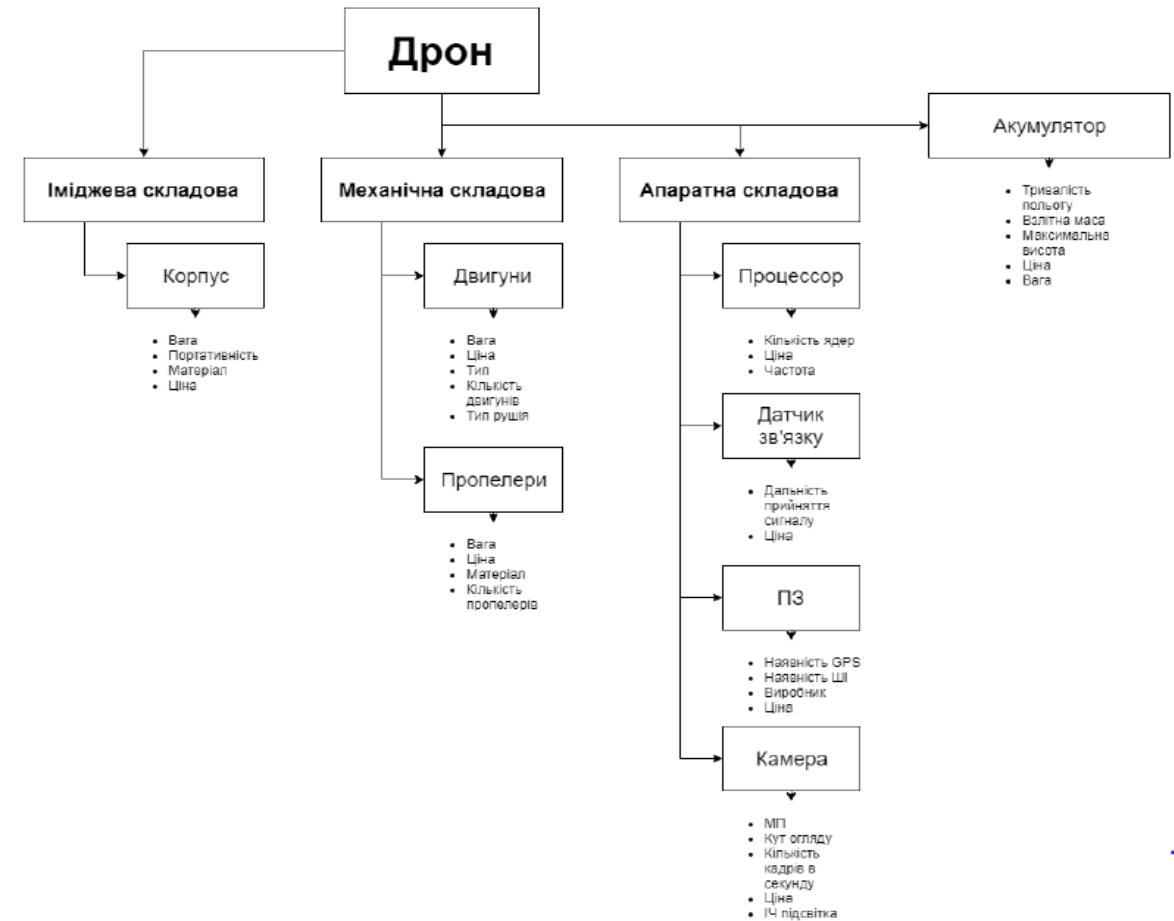 Дрон
Акумулятор
• Тривалість
польоту
• Взлітна маса
• Максимальна
висота
• Ціна
• Вага
Іміджева складова
Корпус
• Вага
• Портативність
• Матеріал
• Ціна
Механічна складова
Двигуни
• Вага
• Ціна
• Тип
• Кількість
двигунів
• Тип рушія
Пропелери
• Вага
• Ціна
• Матеріал
• Кількість
пропелерів
Апаратна складова
Процессор
• Кількість ядер
• Ціна
• Частота
Датчик
зв'язку
• Дальність
прийняття
сигналу
• Ціна
ПЗ
• Наявність GPS
• Наявність ШІ
• Виробник
• Ціна
Камера
• МП
• Кут огляду
• Кількість
кадрів в
секунду
• Ціна
• ІЧ підсвітка